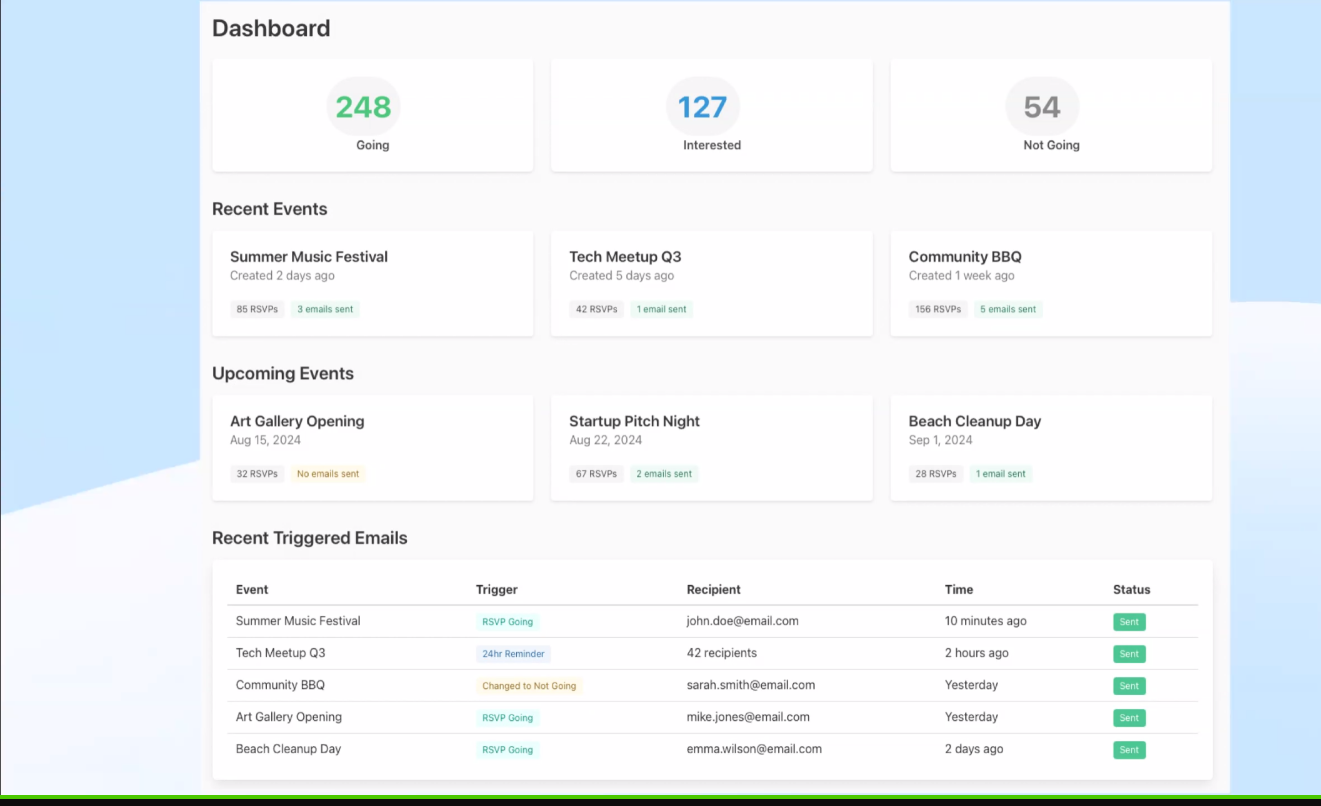 Dashboard
248
Going
127
Interested
54
Not Going
Recent Events
Summer Music Festival
Created 2 days ago
85 RSVPs 3 emails sent
Tech Meetup Q3
Created 5 days ago
42 RSVPs 1 email sent
Community BBQ
Created 1 week ago
156 RSVPs 5 emails sent
Upcoming Events
Art Gallery Opening
Aug 15, 2024
32 RSVPs No emails sent
Startup Pitch Night
Aug 22, 2024
67 RSVPs 2 emails sent
Beach Cleanup Day
Sep 1, 2024
28 RSVPs 1 email sent
Recent Triggered Emails
Event Trigger Recipient Time Status
Summer Music Festival RSVP Going john.doe@email.com 10 minutes ago Sent
Tech Meetup Q3 24hr Reminder 42 recipients 2 hours ago Sent
Community BBQ Changed to Not Going sarah.smith@email.com Yesterday Sent
Art Gallery Opening RSVP Going mike.jones@email.com Yesterday Sent
Beach Cleanup Day RSVP Going emma.wilson@email.com 2 days ago Sent